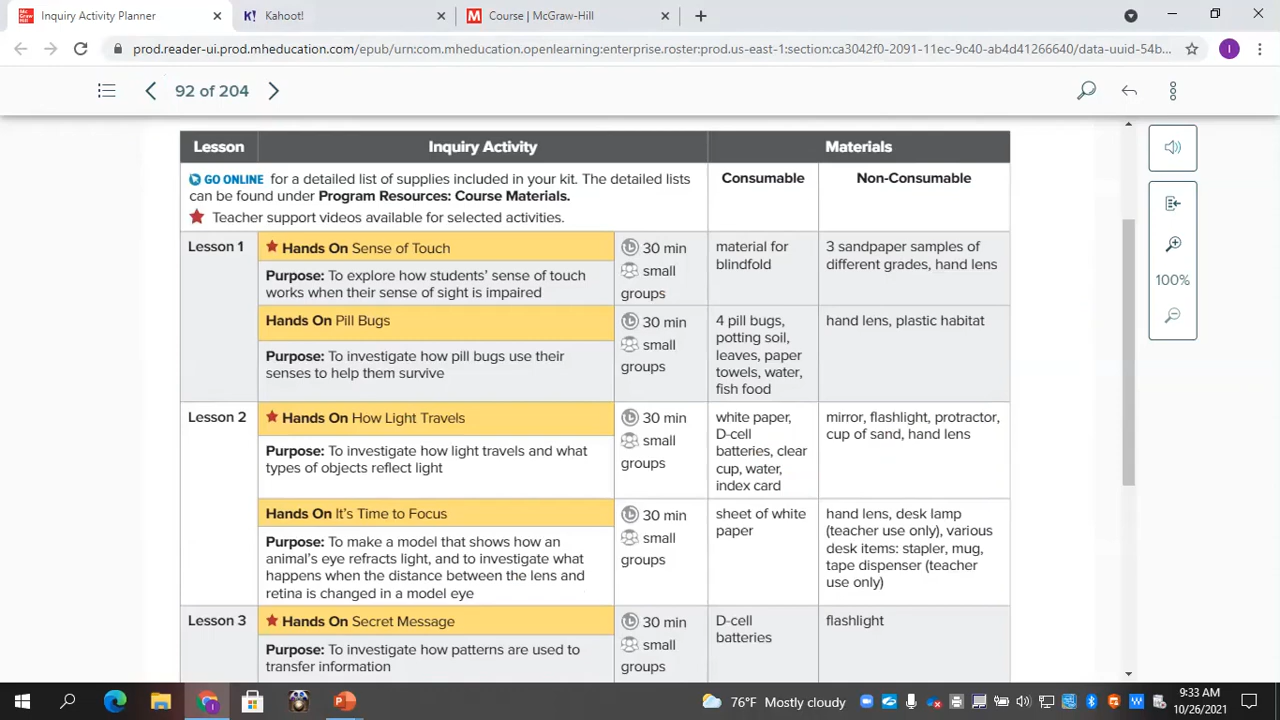 Inquiry Activity Planner
Kahoot!
Course | McGraw-Hill
prod.reader-ui.prod.mheducation.com/epub/urn:com.mheducation.openlearning:enterprise.roster:prod.us-east-1:section:ca3042f0-2091-11ec-9c40-ab4d41266640/data-uuid-54b...
92 of 204
Lesson Inquiry Activity Materials
GO ONLINE for a detailed list of supplies included in your kit. The detailed lists
can be found under Program Resources: Course Materials.
★ Teacher support videos available for selected activities.
Consumable Non-Consumable
Lesson 1
★ Hands On Sense of Touch
Purpose: To explore how students' sense of touch
works when their sense of sight is impaired
30 min
small
groups
material for
blindfold
3 sandpaper samples of
different grades, hand lens
Hands On Pill Bugs
Purpose: To investigate how pill bugs use their
senses to help them survive
30 min
small
groups
4 pill bugs,
potting soil,
leaves, paper
towels, water,
fish food
hand lens, plastic habitat
Lesson 2
★ Hands On How Light Travels
Purpose: To investigate how light travels and what
types of objects reflect light
30 min
small
groups
white paper,
D-cell
batteries, clear
cup, water,
index card
mirror, flashlight, protractor,
cup of sand, hand lens
Hands On It's Time to Focus
Purpose: To make a model that shows how an
animal's eye refracts light, and to investigate what
happens when the distance between the lens and
retina is changed in a model eye
30 min
small
groups
sheet of white
paper
hand lens, desk lamp
(teacher use only), various
desk items: stapler, mug,
tape dispenser (teacher
use only)
Lesson 3
★ Hands On Secret Message
Purpose: To investigate how patterns are used to
transfer information
30 min
small
groups
D-cell
batteries
flashlight
100%
76°F Mostly cloudy
9:33 AM
10/26/2021